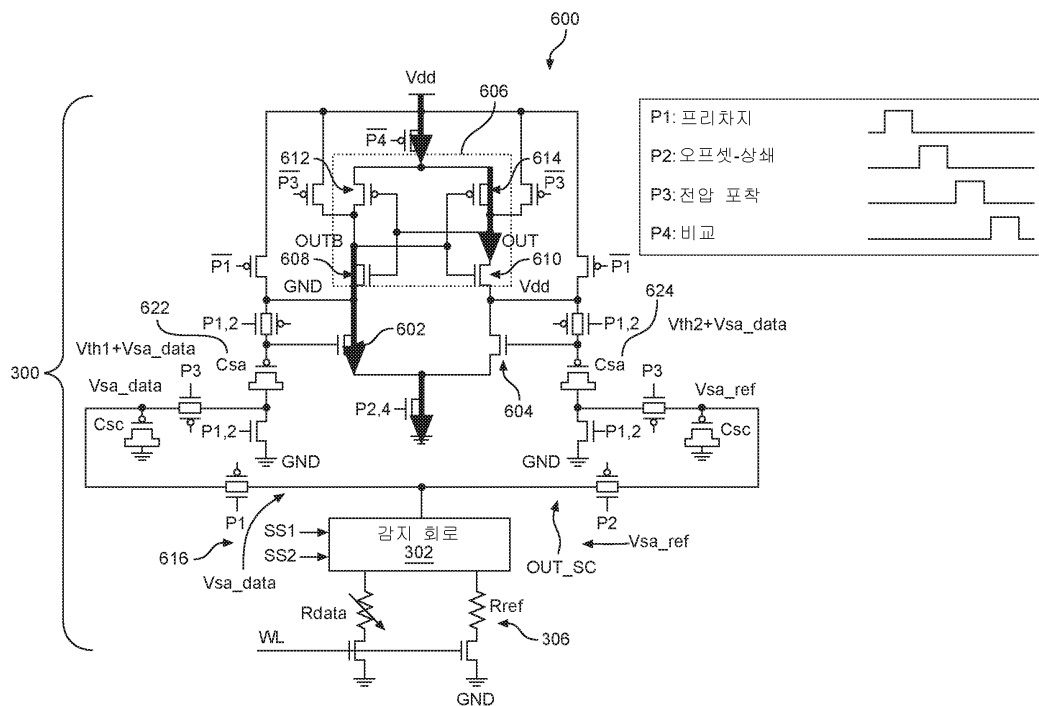 600
Vdd
606
P4
612
614
P3
P3
OUTB
OUT
608
610
P1
P1
GND
Vdd
622
624
P1,2
P1,2
602
Vth1+Vsa_data
Vth2+Vsa_data
Csa
Csa
300
P3
P3
Vsa_data
Vsa_ref
604
P2,4
Csc
Csc
P1,2
P1,2
GND
GND
P1
P2
616
SS1
SS2
감지 회로
302
Vsa_ref
OUT_SC
Vsa_data
Rdata
Rref
306
WL
GND
P1: 프리차지
P2: 오프셋-상쇄
P3: 전압 포착
P4: 비교